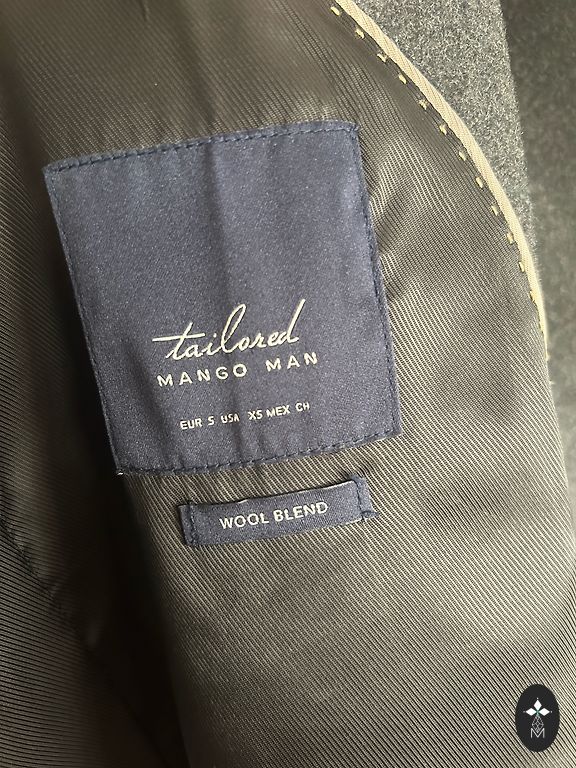 tailored
MANGO MAN
EUR S USA XS MEX CH
WOOL BLEND
M